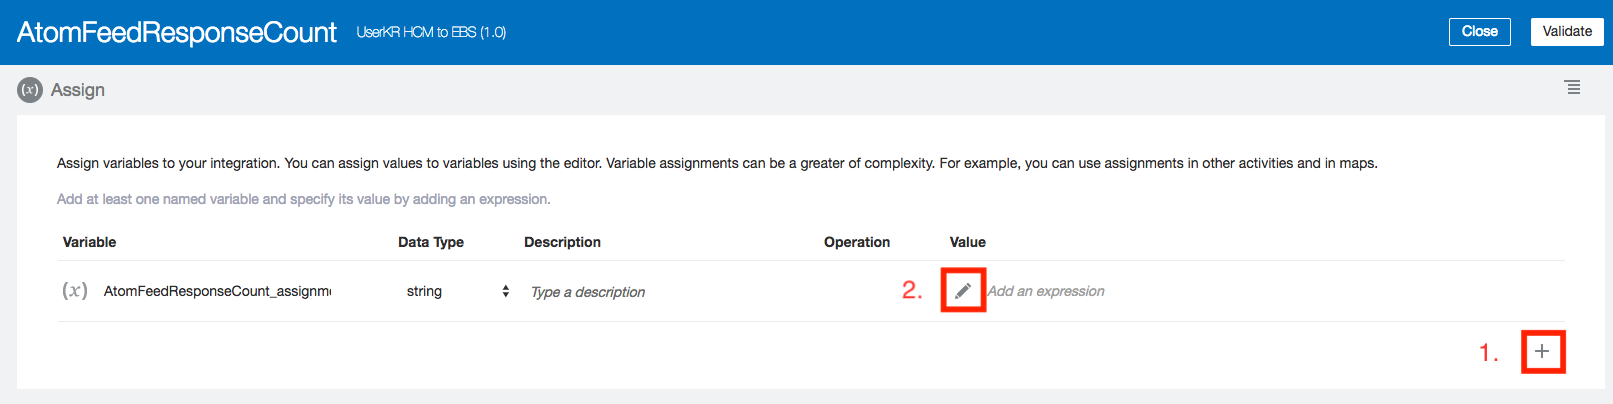 AtomFeedResponseCount UserKR HCM to EBS (1.0) Close Validate
(x) Assign
Assign variables to your integration. You can assign values to variables using the editor. Variable assignments can be a greater of complexity. For example, you can use assignments in other activities and in maps.
Add at least one named variable and specify its value by adding an expression.
Variable Data Type Description Operation Value
(x) AtomFeedResponseCount_assignm string Type a description 2. Add an expression
1. +